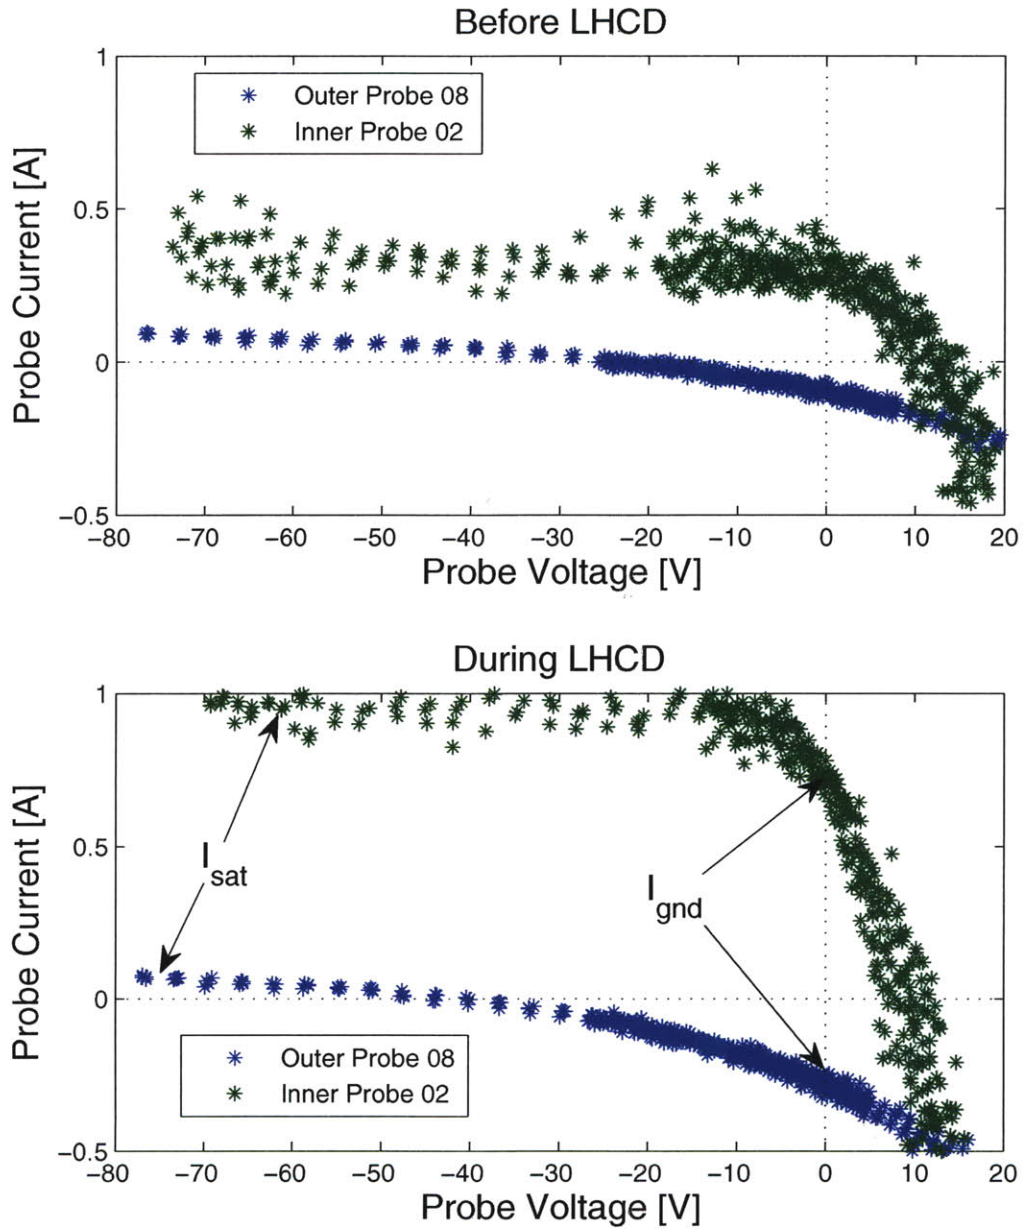 Before LHCD
1
0.5
0
−0.5
Probe Current [A]
Outer Probe 08
Inner Probe 02
−80 −70 −60 −50 −40 −30 −20 −10 0 10 20
Probe Voltage [V]
During LHCD
1
0.5
0
−0.5
Probe Current [A]
I_sat
I_gnd
Outer Probe 08
Inner Probe 02
−80 −70 −60 −50 −40 −30 −20 −10 0 10 20
Probe Voltage [V]